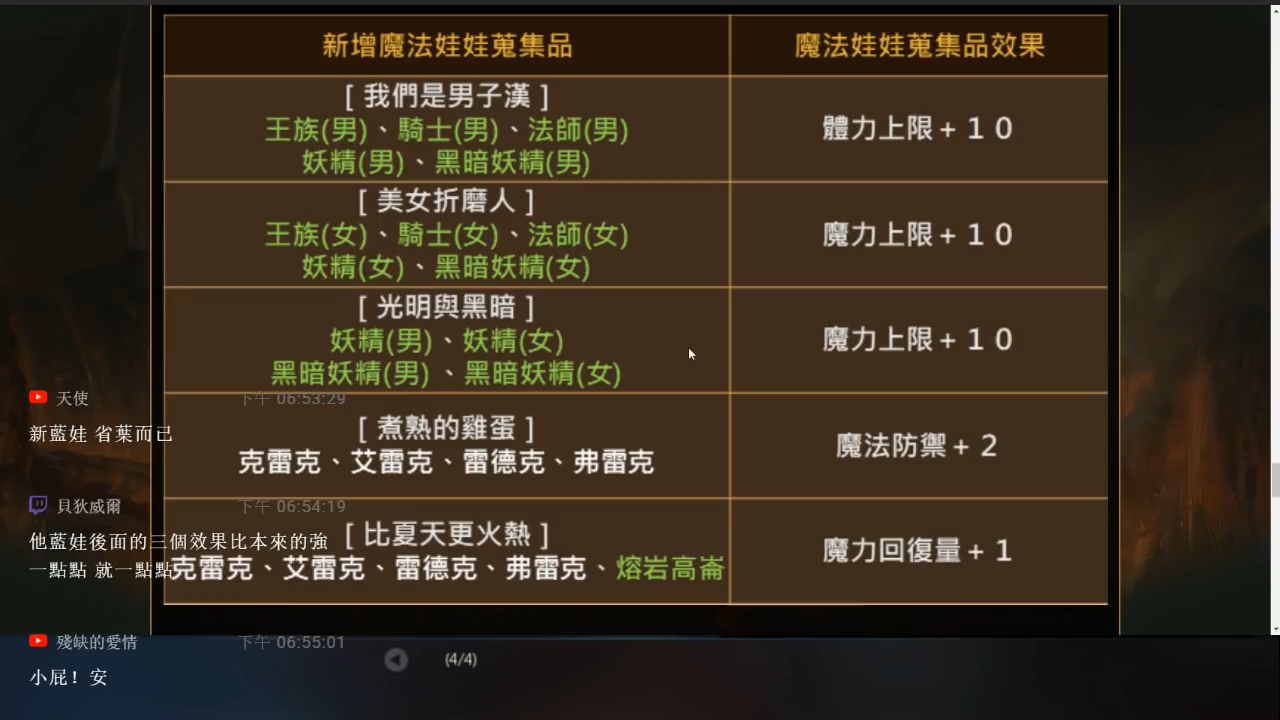 新增魔法娃娃蒐集品
魔法娃娃蒐集品效果
[ 我們是男子漢 ]
王族(男)、騎士(男)、法師(男)
妖精(男)、黑暗妖精(男)
體力上限+10
[ 美女折磨人 ]
王族(女)、騎士(女)、法師(女)
妖精(女)、黑暗妖精(女)
魔力上限+10
[ 光明與黑暗 ]
妖精(男)、妖精(女)
黑暗妖精(男) 、黑暗妖精(女)
魔力上限+10
[ 煮熟的雞蛋 ]
克雷克、艾雷克、雷德克、弗雷克
魔法防禦+2
[ 比夏天更火熱 ]
克雷克、艾雷克、雷德克、弗雷克、熔岩高崙
魔力回復量+1
天使
下午 06:53:29
新藍娃 省葉而已
貝狄威爾
下午 06:54:19
他藍娃後面的三個效果比本來的強
一點點 就一點點
殘缺的愛情
下午 06:55:01
小屁！安
(4/4)